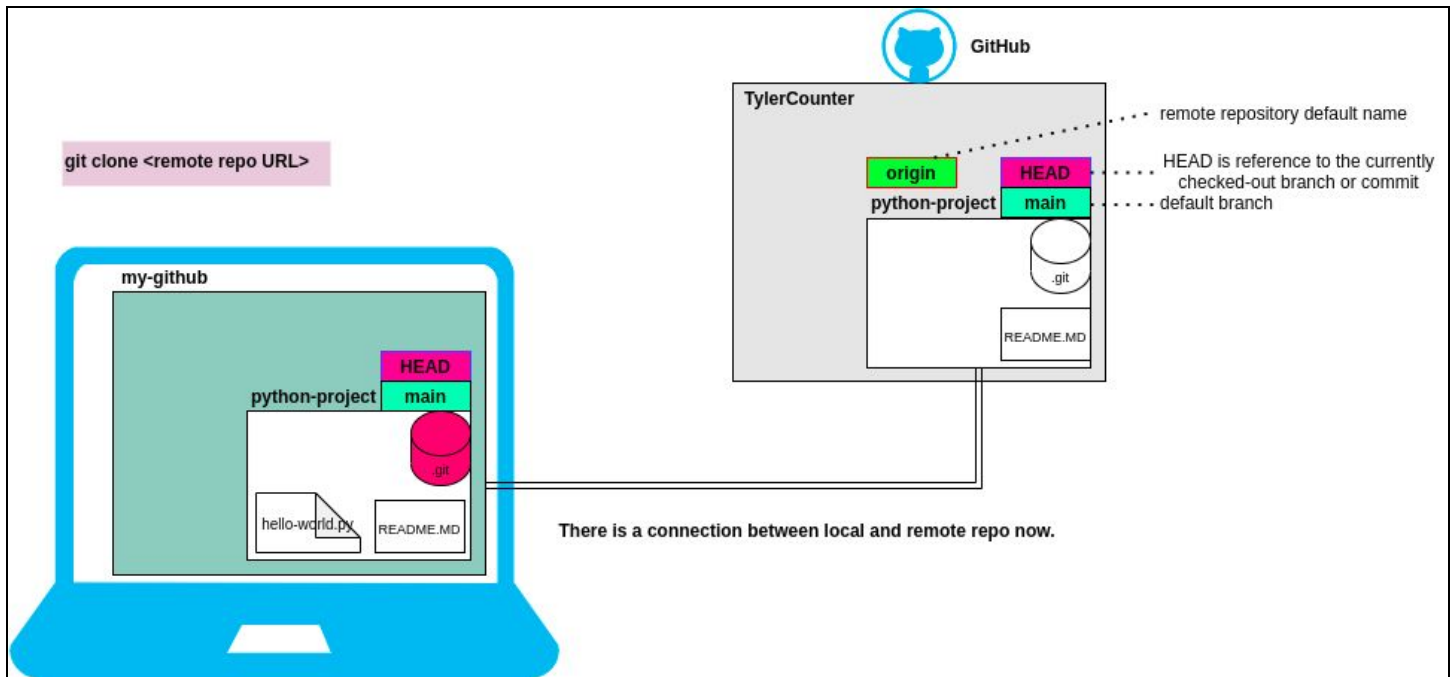 GitHub
TylerCounter
remote repository default name
git clone <remote repo URL>
origin
HEAD
HEAD is reference to the currently
checked-out branch or commit
python-project
main
default branch
.git
README.MD
my-github
HEAD
python-project
main
.git
hello-world.py
README.MD
There is a connection between local and remote repo now.